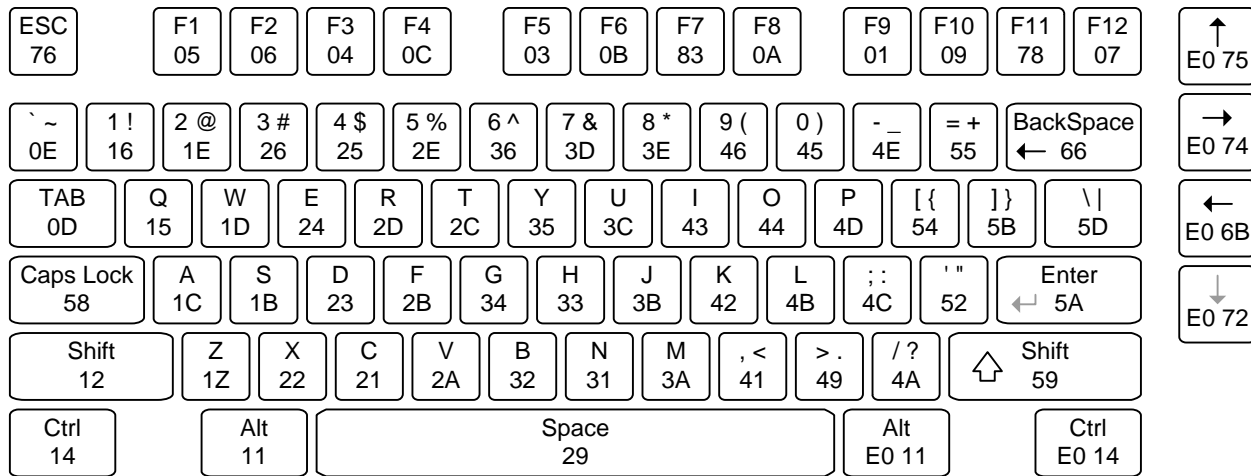 ESC F1 F2 F3 F4 F5 F6 F7 F8 F9 F10 F11 F12
76 05 06 04 0C 03 0B 83 0A 01 09 78 07
E0 75
` ~ 1 ! 2 @ 3 # 4 $ 5 % 6 ^ 7 & 8 * 9 ( 0 ) - _ = + BackSpace
0E 16 1E 26 25 2E 36 3D 3E 46 45 4E 55 66
E0 74
TAB Q W E R T Y U I O P [ { ] } \ |
0D 15 1D 24 2D 2C 35 3C 43 44 4D 54 5B 5D
E0 6B
Caps Lock A S D F G H J K L ; : ' " Enter
58 1C 1B 23 2B 34 33 3B 42 4B 4C 52 5A
E0 72
Shift Z X C V B N M , < > . / ? Shift
12 1Z 22 21 2A 32 31 3A 41 49 4A 59
Ctrl Alt Space Alt Ctrl
14 11 29 E0 11 E0 14